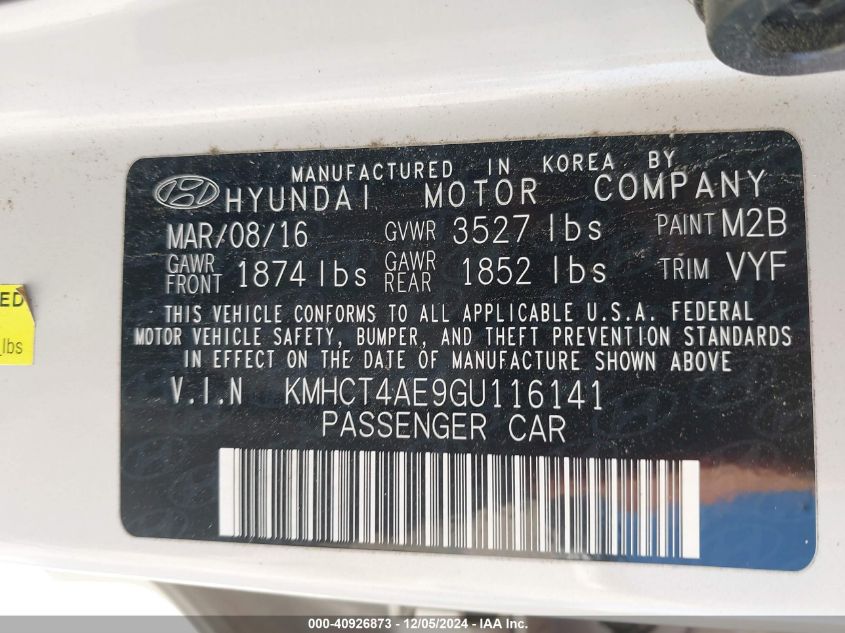 MANUFACTURED IN KOREA BY
HYUNDAI MOTOR COMPANY
MAR/08/16 GVWR 3527 lbs PAINT M2B
GAWR FRONT 1874 lbs GAWR REAR 1852 lbs TRIM VYF
THIS VEHICLE CONFORMS TO ALL APPLICABLE U.S.A. FEDERAL
MOTOR VEHICLE SAFETY, BUMPER, AND THEFT PREVENTION STANDARDS
IN EFFECT ON THE DATE OF MANUFACTURE SHOWN ABOVE
V.I.N KMHCT4AE9GU116141
PASSENGER CAR
lbs
000-40926873 - 12/05/2024 - IAA Inc.